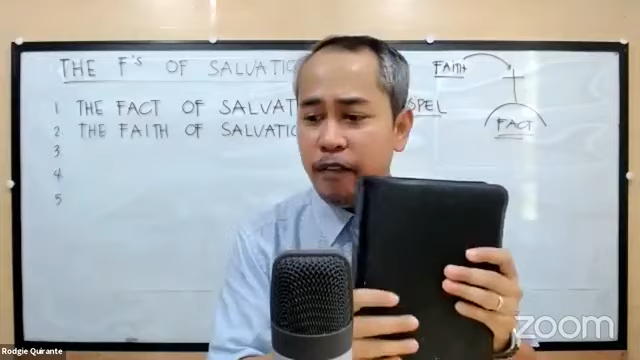 THE F'S OF SALVATIO
FAITH
1 THE FACT OF SALVAT SPEL
2 THE FAITH OF SALVATIO
FACT
3
4
5
zoom
Rodgie Quirante